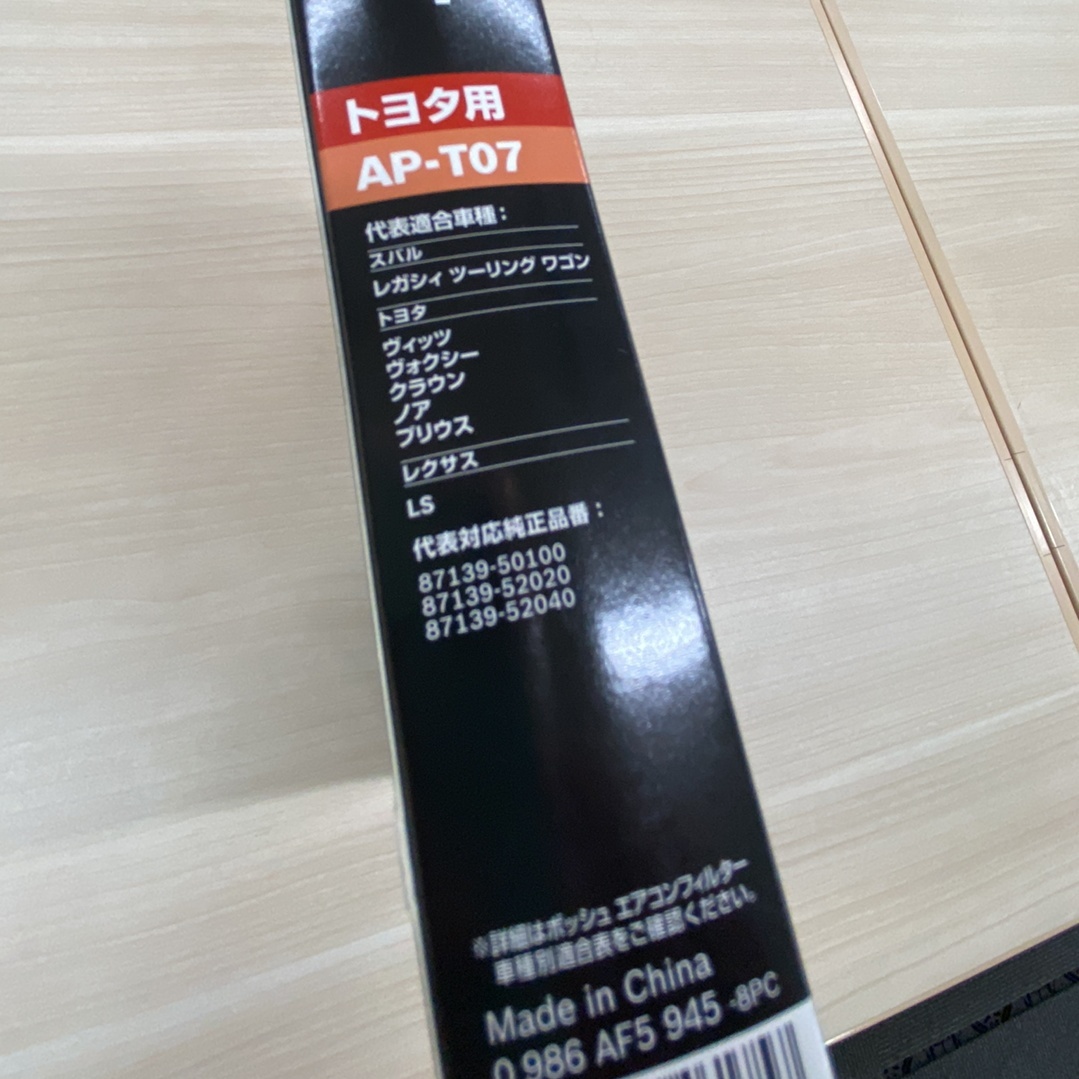 トヨタ用
AP-T07
代表適合車種：
スバル
レガシィ ツーリング ワゴン
トヨタ
ヴィッツ
ヴォクシー
クラウン
ノア
プリウス
レクサス
LS
代表対応純正品番：
87139-50100
87139-52020
87139-52040
※詳細はボッシュ エアコンフィルター
車種別適合表をご確認ください。
Made in China
0 986 AF5 945 -8PC